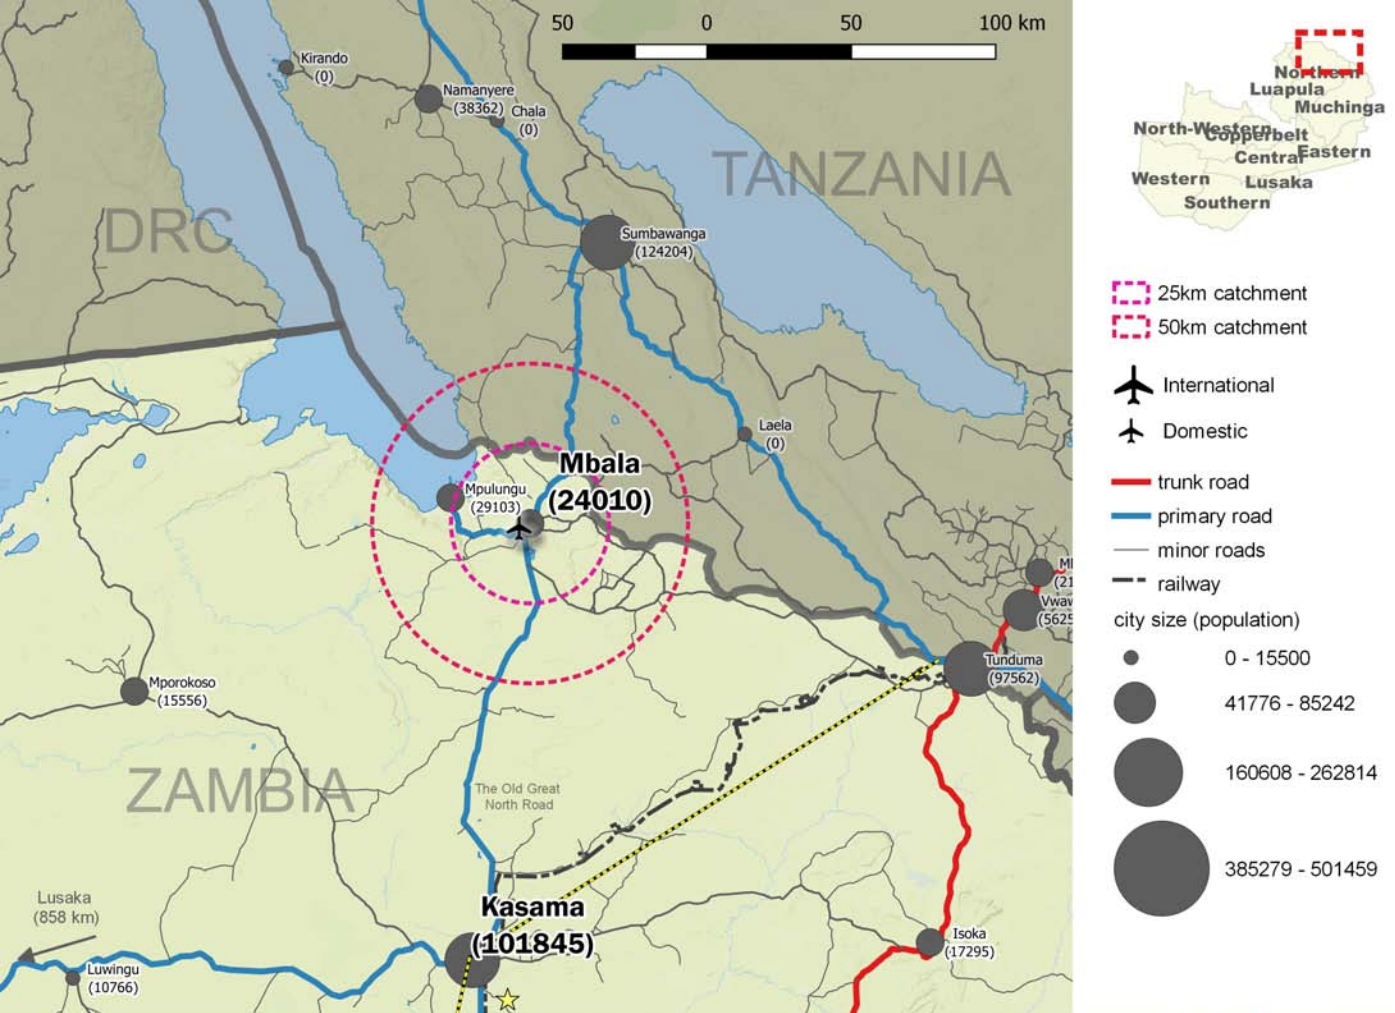 50 0 50 100 km
Kirando
(0)
Namanyere
(38362)
Chala
(0)
TANZANIA
DRC
Sumbawanga
(124204)
Laela
(0)
Mbala
(24010)
Mpulungu
(29103)
Tunduma
(97562)
Mporokoso
(15556)
ZAMBIA
The Old Great
North Road
Lusaka
(858 km)
Kasama
(101845)
Isoka
(17295)
Luwingu
(10766)
Northern
Luapula
Muchinga
North-Western
Copperbelt
Central
Eastern
Western
Lusaka
Southern
25km catchment
50km catchment
International
Domestic
trunk road
primary road
minor roads
railway
city size (population)
0 - 15500
41776 - 85242
160608 - 262814
385279 - 501459